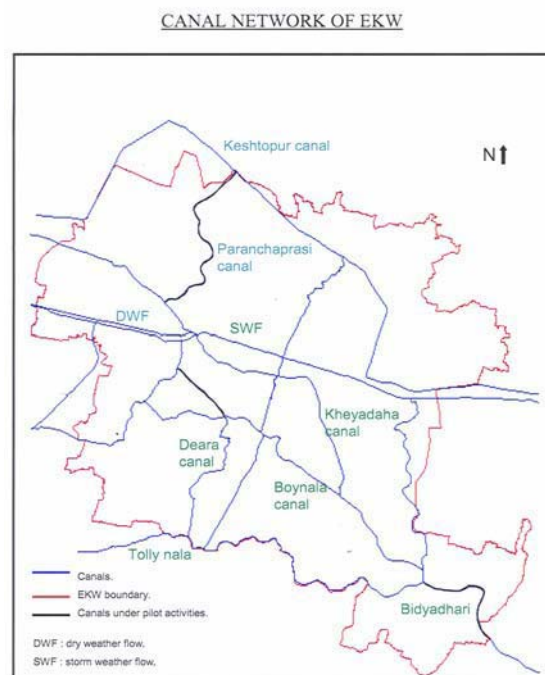 CANAL NETWORK OF EKW
Keshtopur canal
N
Paranchaprasi
canal
DWF
SWF
Kheyadaha
canal
Deara
canal
Boynala
canal
Tolly nala
Bidyadhari
Canals.
EKW boundary.
Canals under pilot activities.
DWF : dry weather flow.
SWF : storm weather flow.